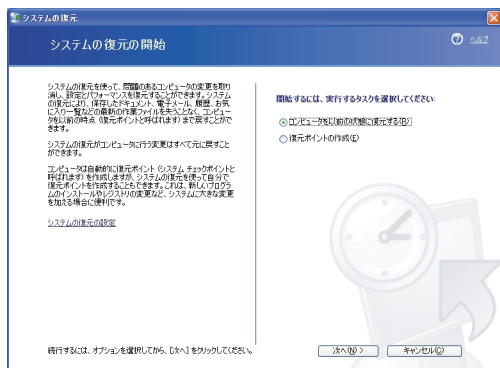 システムの復元
システムの復元の開始
ヘルプ
システムの復元を使って、問題のあるコンピュータの変更を取り
消し、設定とパフォーマンスを復元することができます。システム
の復元により、保存したドキュメント、電子メール、履歴、お気
に入り一覧などの最新の作業ファイルを失うことなく、コンピュー
タを以前の時点 (復元ポイントと呼ばれます) まで戻すことがで
きます。
システムの復元がコンピュータに行う変更はすべて元に戻すこと
ができます。
コンピュータは自動的に復元ポイント (システム チェックポイントと
呼ばれます) を作成しますが、システムの復元を使って自分で
復元ポイントを作成することもできます。これは、新しいプログラ
ムのインストールやレジストリの変更など、システムに大きな変更
を加える場合に便利です。
システムの復元の設定
開始するには、実行するタスクを選択してください:
コンピュータを以前の状態に復元する(R)
復元ポイントの作成(E)
続行するには、オプションを選択してから、[次へ] をクリックしてください。
次へ(N) >
キャンセル(C)